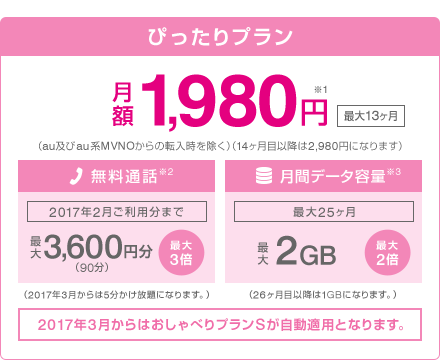 ぴったりプラン
月額1,980円※1 最大13ヶ月
（au及びau系MVNOからの転入時を除く）（14ヶ月目以降は2,980円になります）
無料通話※2
2017年2月ご利用分まで
最大3,600円分 最大3倍
（90分）
（2017年3月からは5分かけ放題になります。）
月間データ容量※3
最大25ヶ月
最大2GB 最大2倍
（26ヶ月目以降は1GBになります。）
2017年3月からはおしゃべりプランSが自動適用となります。